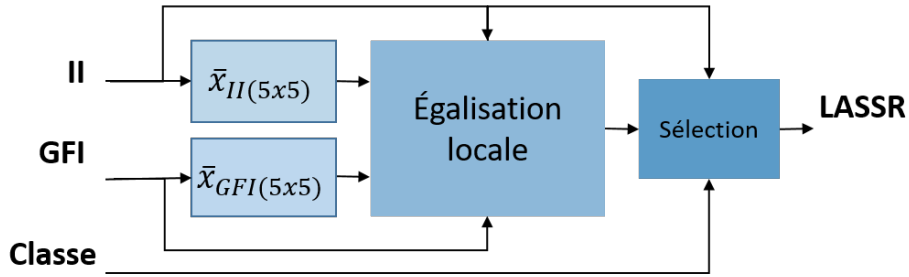 II
x̄II(5x5)
GFI
x̄GFI(5x5)
Classe
Égalisation
locale
Sélection
LASSR